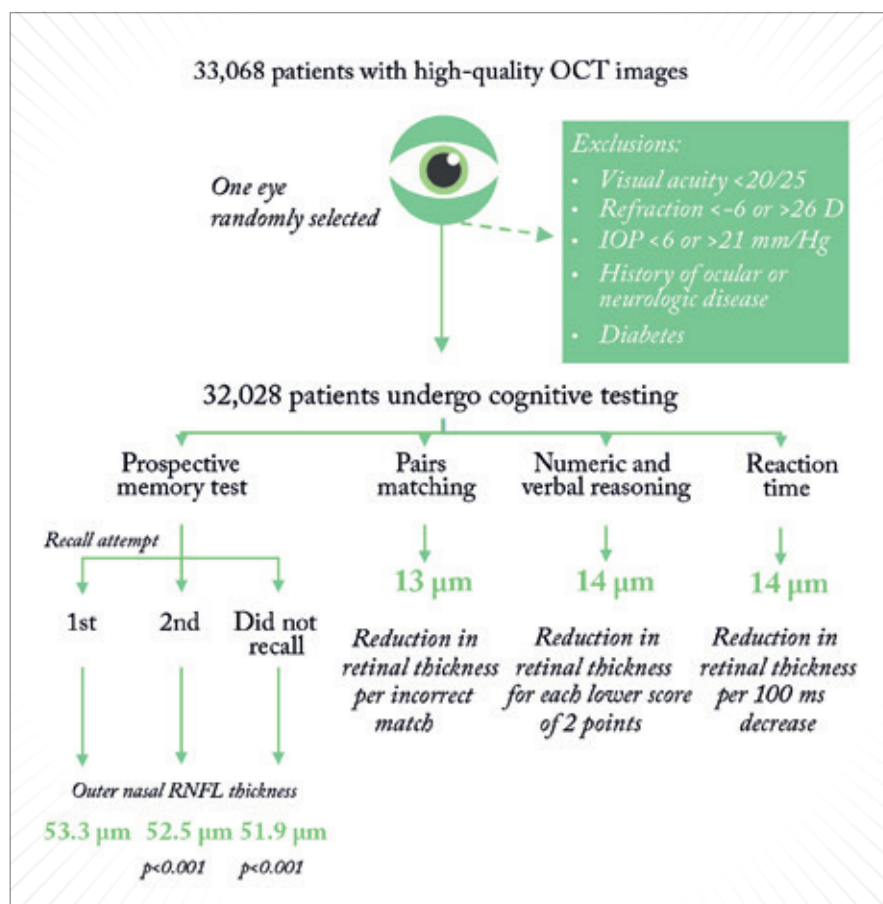 33,068 patients with high-quality OCT images
One eye
randomly selected
Exclusions:
• Visual acuity <20/25
• Refraction <-6 or >26 D
• IOP <6 or >21 mm/Hg
• History of ocular or
neurologic disease
• Diabetes
32,028 patients undergo cognitive testing
Prospective
memory test
Recall attempt
1st
2nd
Did not
recall
Outer nasal RNFL thickness
53.3 µm
52.5 µm
p<0.001
51.9 µm
p<0.001
Pairs
matching
13 µm
Reduction in
retinal thickness
per incorrect
match
Numeric and
verbal reasoning
14 µm
Reduction in
retinal thickness
for each lower score
of 2 points
Reaction
time
14 µm
Reduction in
retinal thickness
per 100 ms
decrease